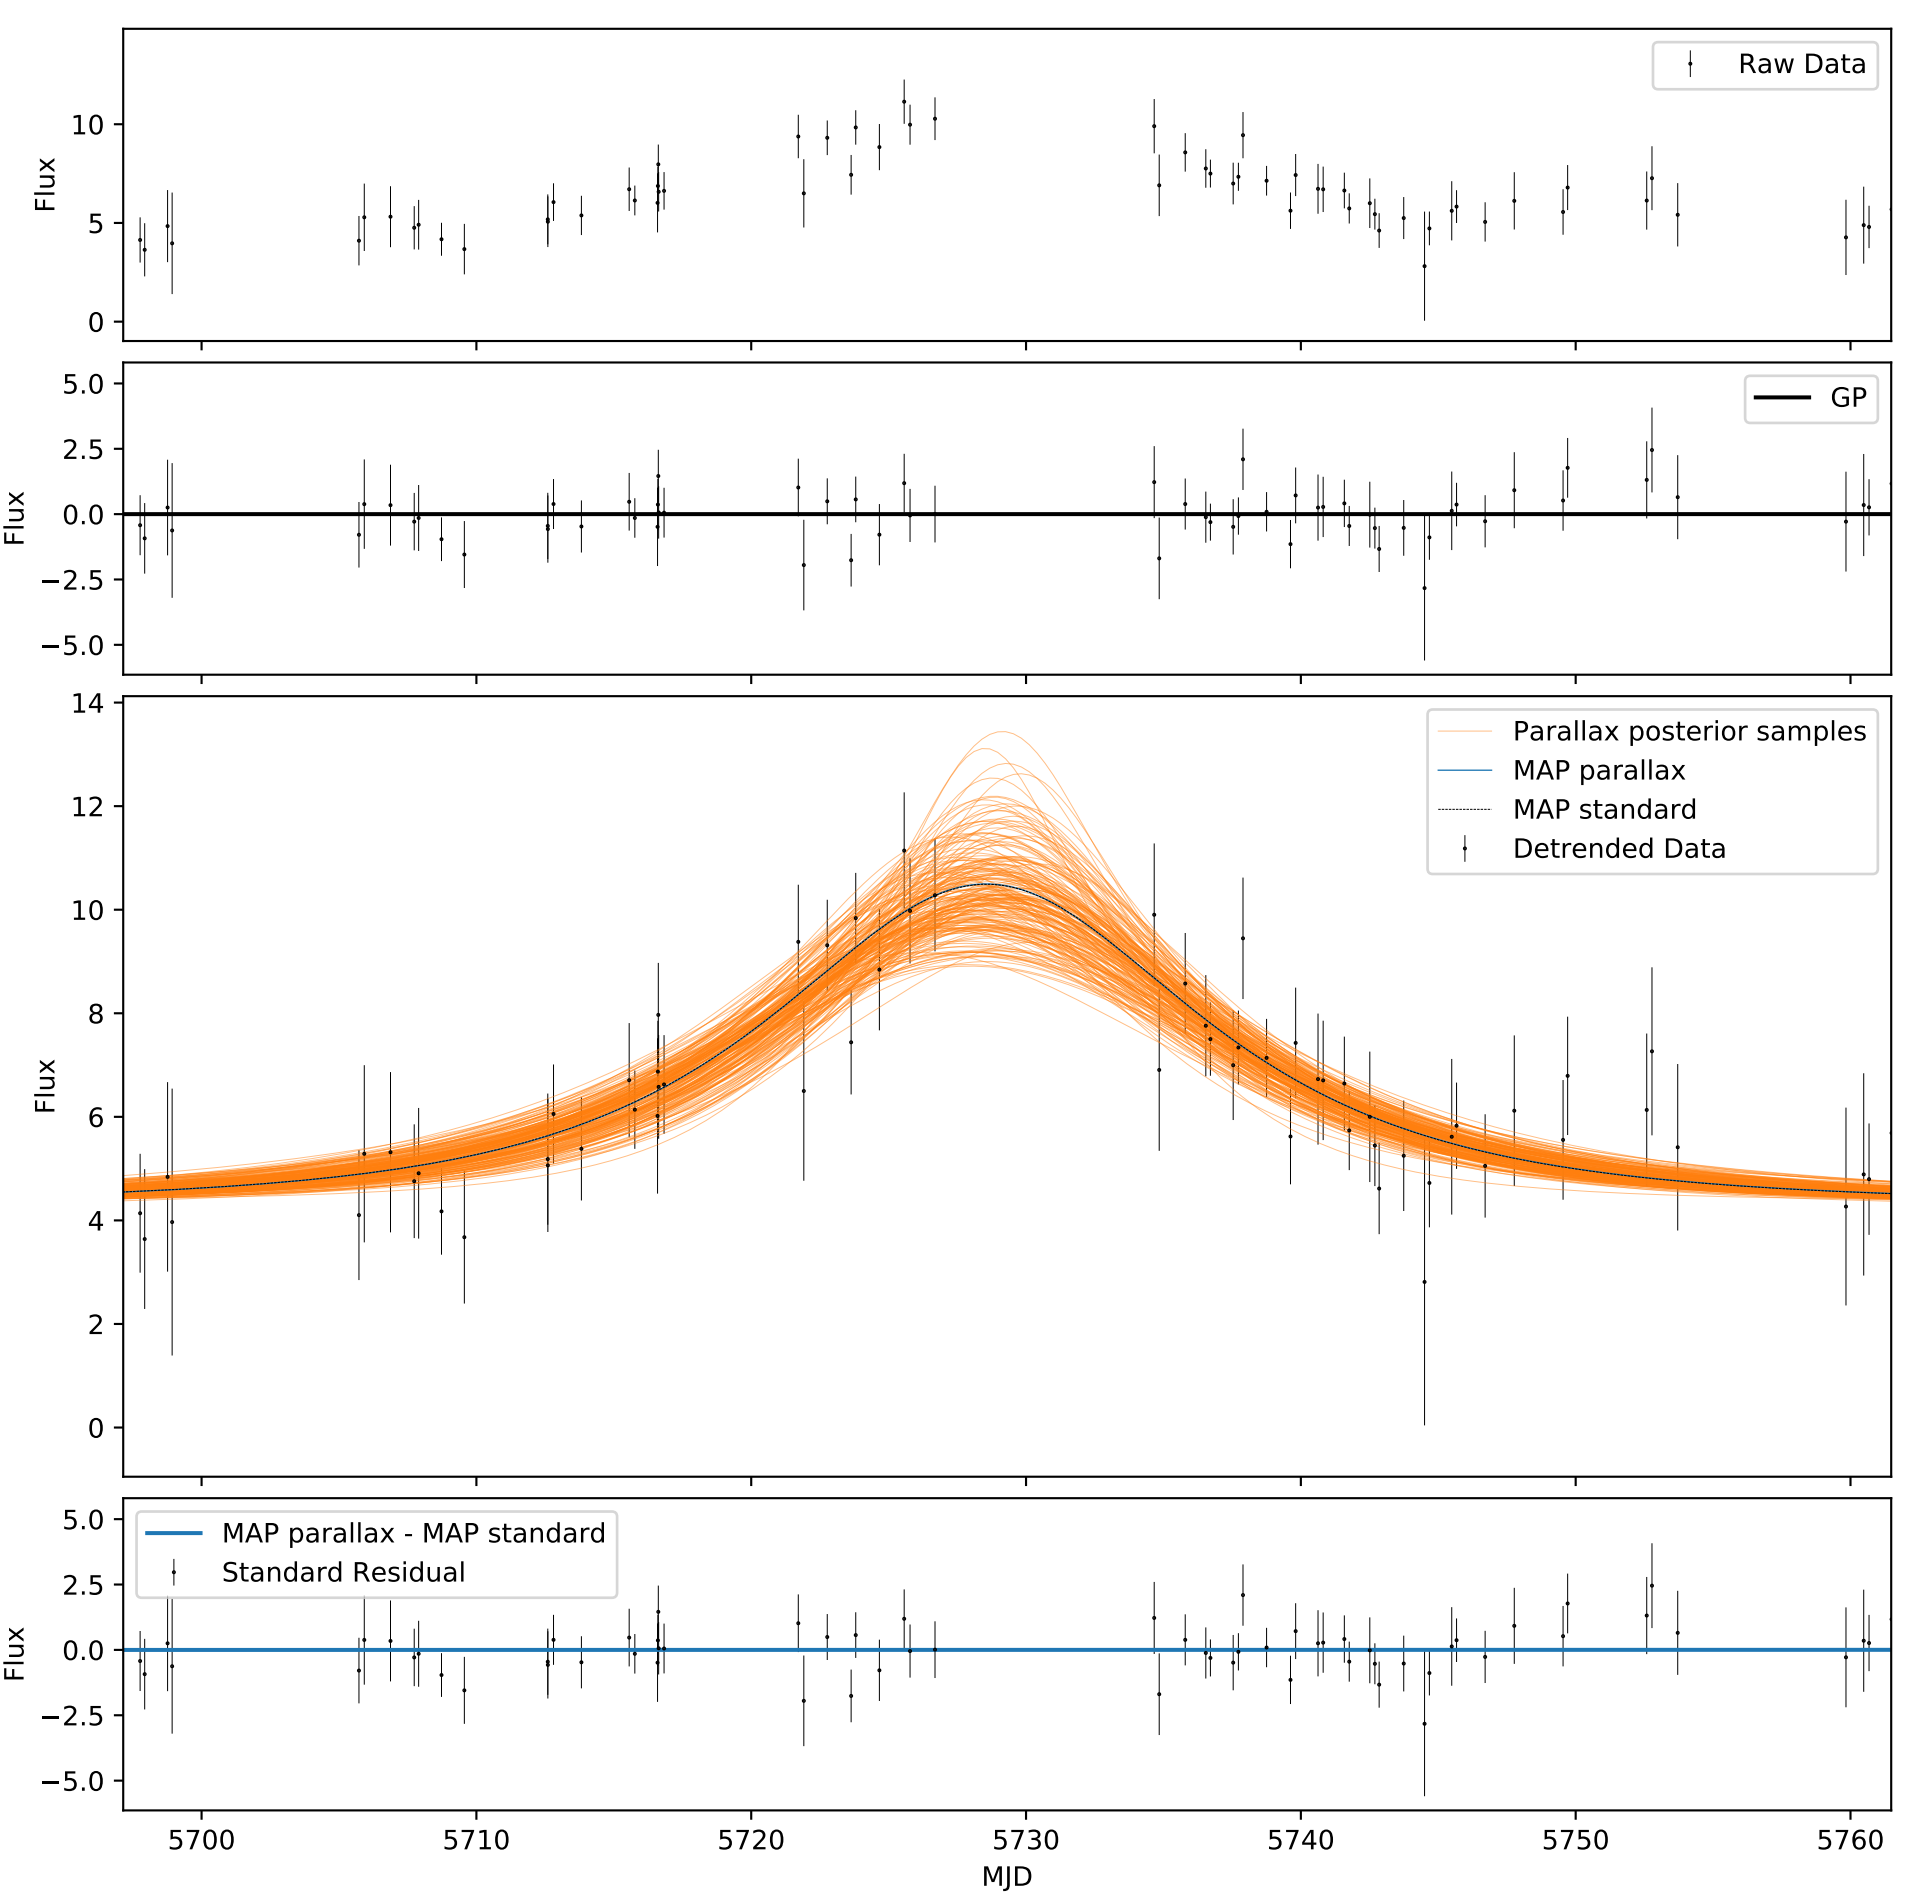 Raw Data
Flux
10
5
0
GP
Flux
5.0
2.5
0.0
−2.5
−5.0
Parallax posterior samples
MAP parallax
MAP standard
Detrended Data
Flux
14
12
10
8
6
4
2
0
MAP parallax - MAP standard
Standard Residual
Flux
5.0
2.5
0.0
−2.5
−5.0
5700 5710 5720 5730 5740 5750 5760
MJD